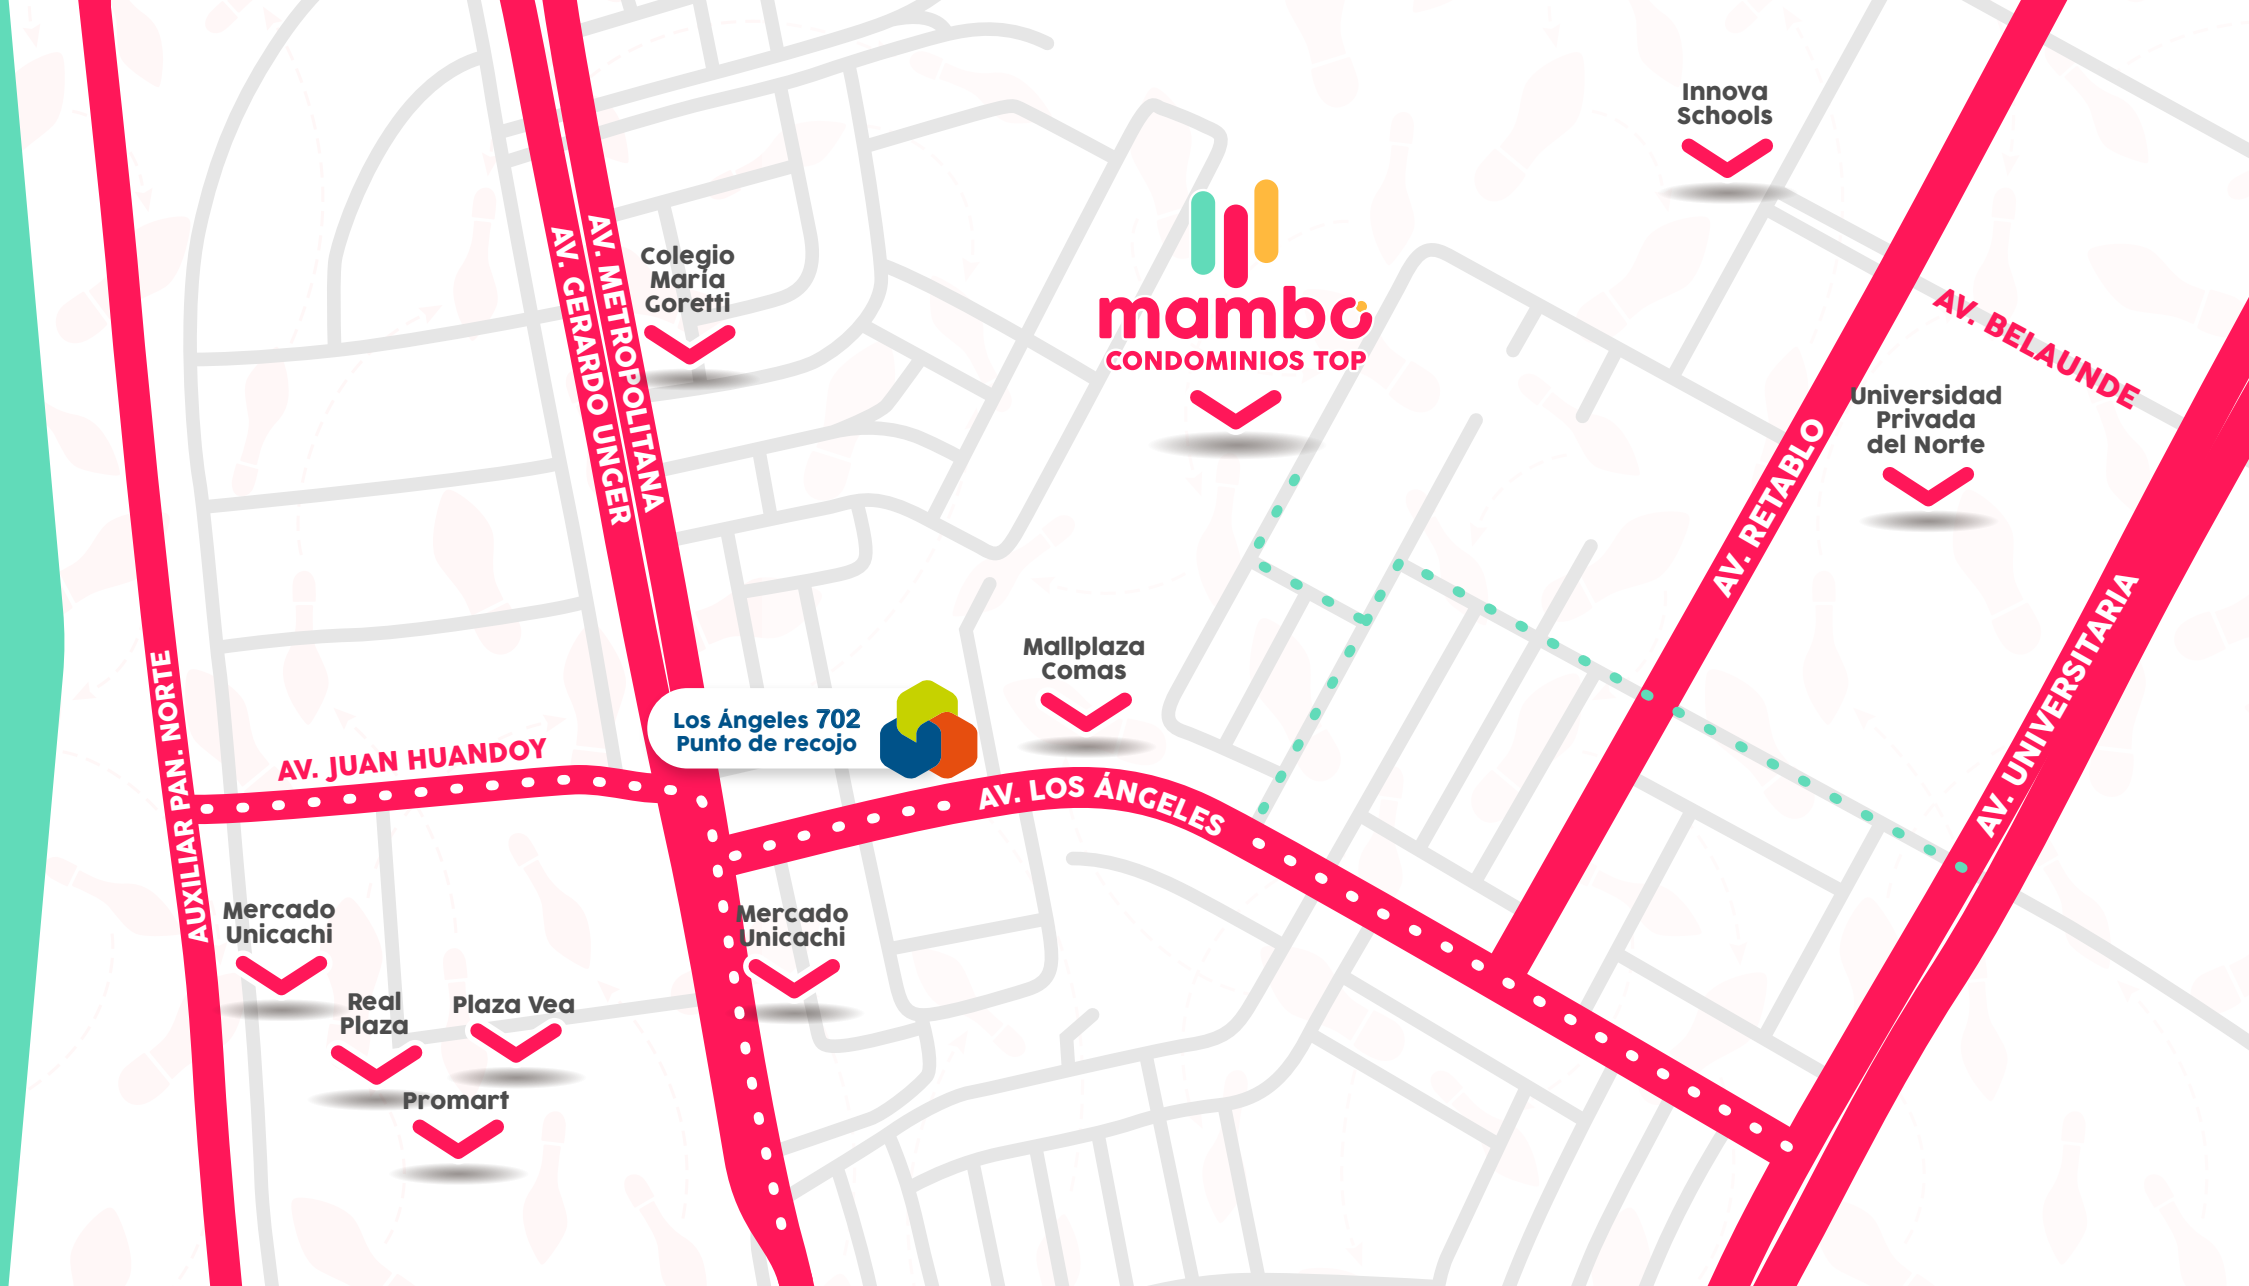 Innova
Schools
AV. METROPOLITANA
AV. GERARDO UNGER
Colegio
María
Goretti
mambo
CONDOMINIOS TOP
AV. BELAUNDE
Universidad
Privada
del Norte
AV. RETABLO
AV. UNIVERSITARIA
Mallplaza
Comas
AUXILIAR PAN. NORTE
Los Ángeles 702
Punto de recojo
AV. JUAN HUANDOY
AV. LOS ÁNGELES
Mercado
Unicachi
Mercado
Unicachi
Real
Plaza
Plaza Vea
Promart